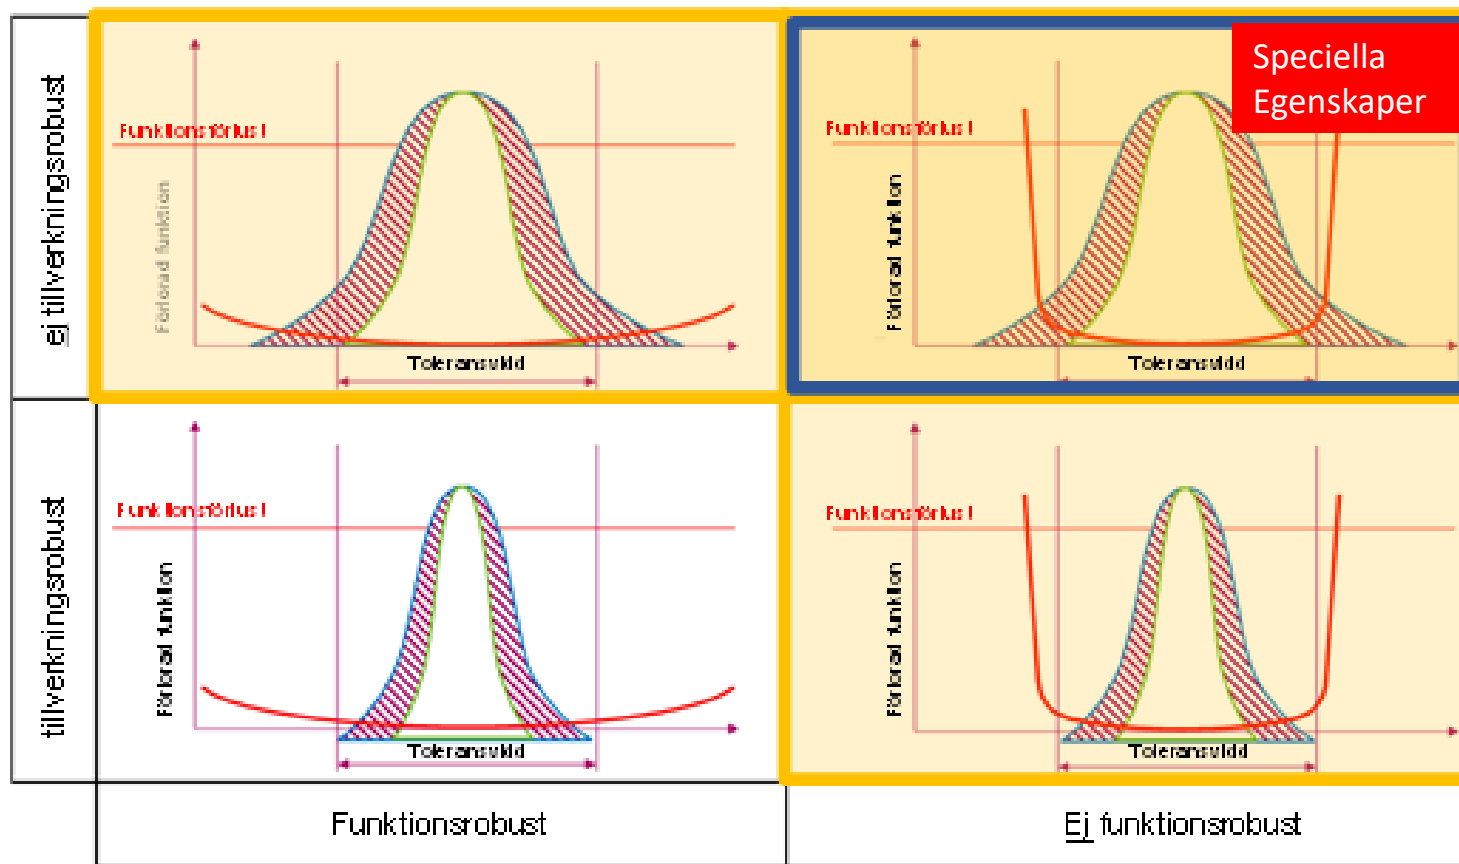 Speciella
Egenskaper
ej tillverkningsrobust
Funktionsförlust
Förlorad funktion
Toleransvidd
Funktionsförlust
Förlorad funktion
Toleransvidd
tillverkningsrobust
Funktionsförlust
Förlorad funktion
Toleransvidd
Funktionsförlust
Förlorad funktion
Toleransvidd
Funktionsrobust
Ej funktionsrobust